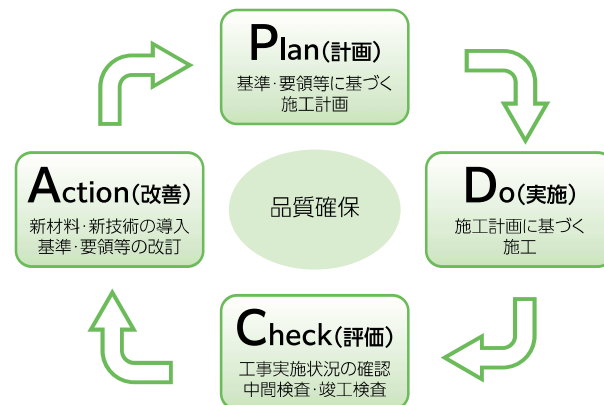 Plan(計画)
基準・要領等に基づく
施工計画
Action(改善)
新材料・新技術の導入
基準・要領等の改訂
品質確保
Do(実施)
施工計画に基づく
施工
Check(評価)
工事実施状況の確認
中間検査・竣工検査